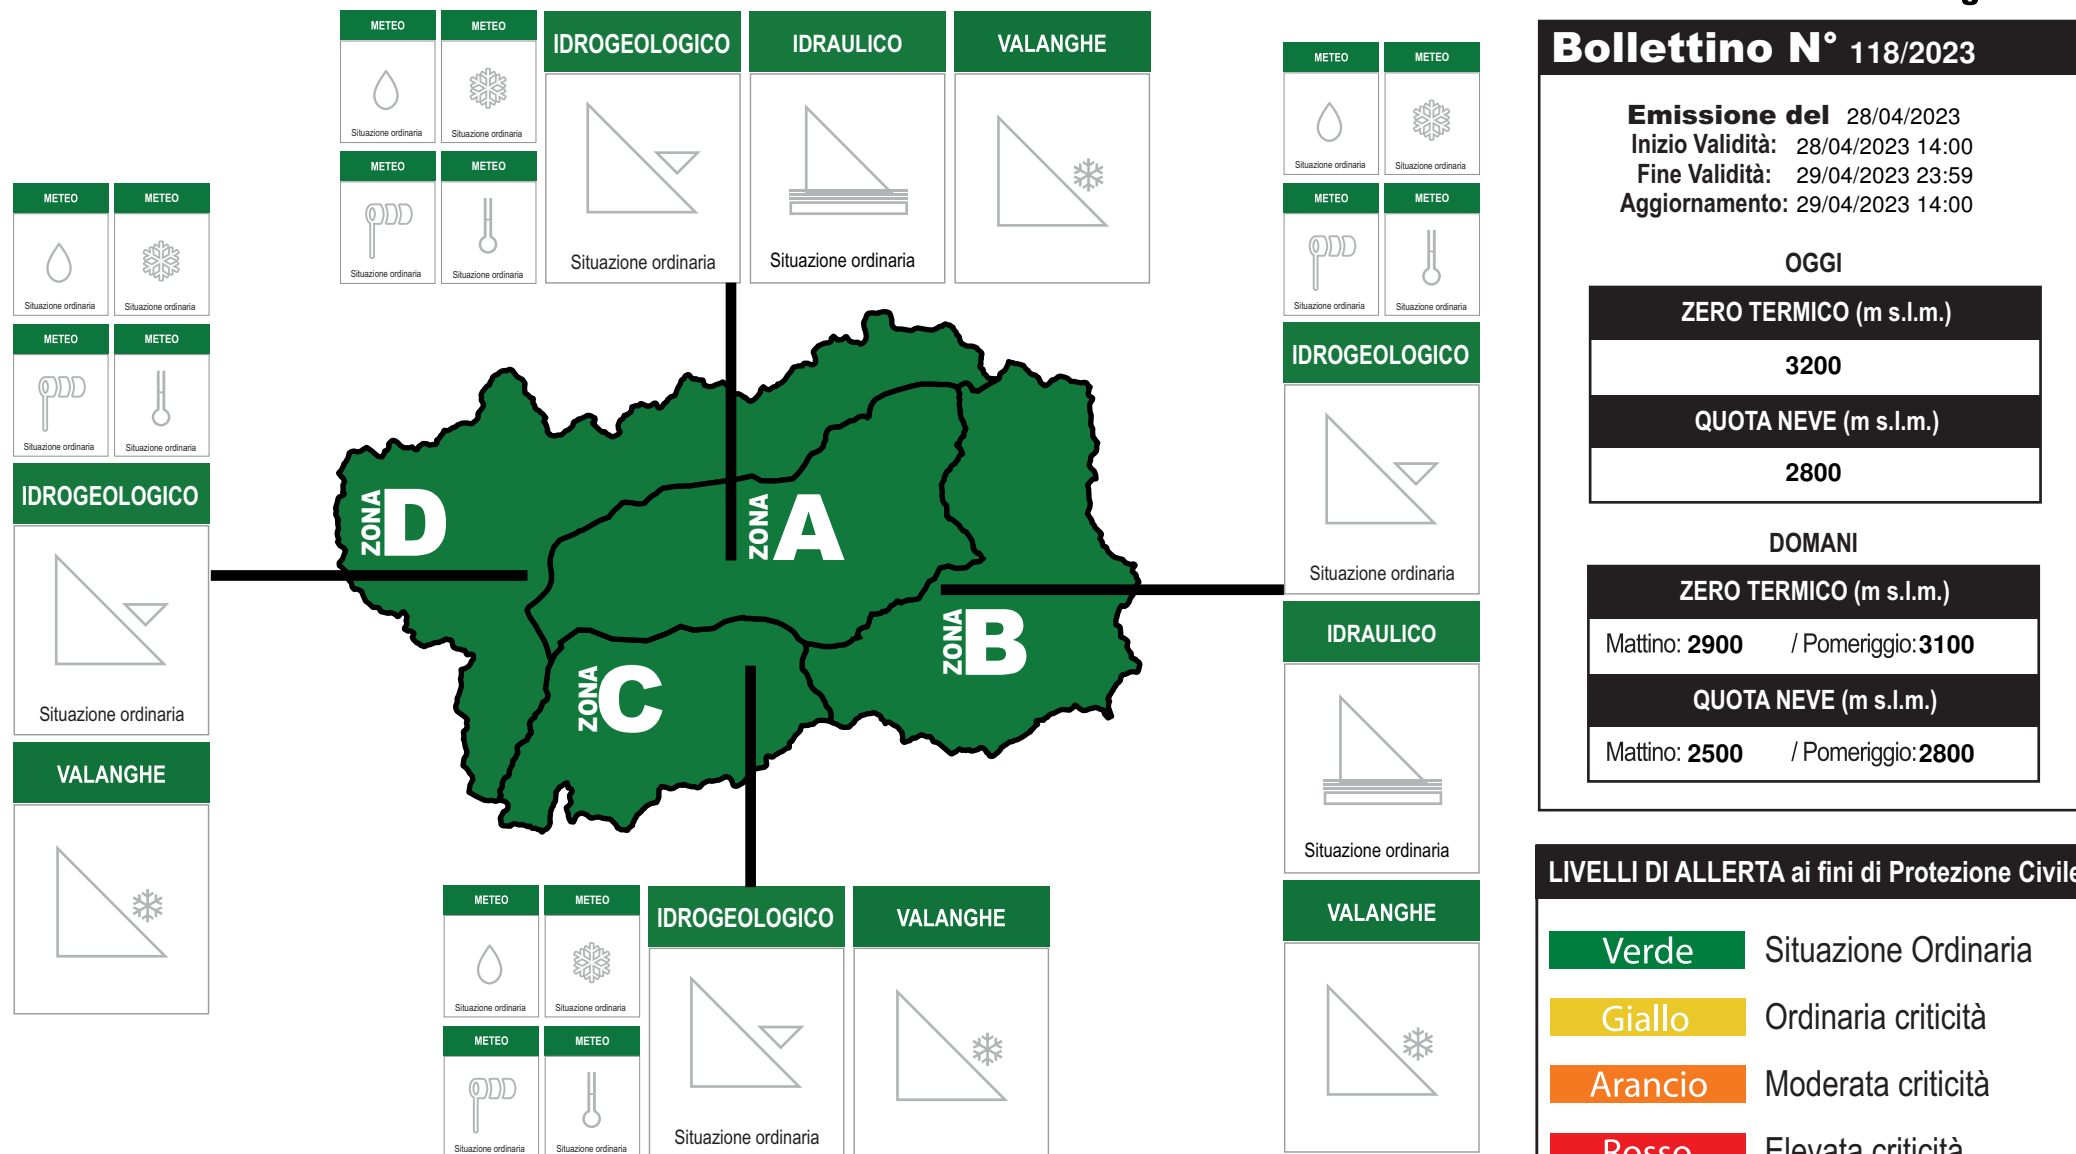 METEO METEO
Situazione ordinaria Situazione ordinaria
METEO METEO
Situazione ordinaria Situazione ordinaria
IDROGEOLOGICO
Situazione ordinaria
IDRAULICO
Situazione ordinaria
VALANGHE
METEO METEO
Situazione ordinaria Situazione ordinaria
METEO METEO
Situazione ordinaria Situazione ordinaria
IDROGEOLOGICO
Situazione ordinaria
VALANGHE
ZONA D
ZONA A
ZONA B
ZONA C
METEO METEO
Situazione ordinaria Situazione ordinaria
METEO METEO
Situazione ordinaria Situazione ordinaria
IDROGEOLOGICO
Situazione ordinaria
IDRAULICO
Situazione ordinaria
VALANGHE
METEO METEO
Situazione ordinaria Situazione ordinaria
METEO METEO
Situazione ordinaria Situazione ordinaria
IDROGEOLOGICO
Situazione ordinaria
VALANGHE
Bollettino N° 118/2023
Emissione del 28/04/2023
Inizio Validità: 28/04/2023 14:00
Fine Validità: 29/04/2023 23:59
Aggiornamento: 29/04/2023 14:00
OGGI
ZERO TERMICO (m s.l.m.)
3200
QUOTA NEVE (m s.l.m.)
2800
DOMANI
ZERO TERMICO (m s.l.m.)
Mattino: 2900 / Pomeriggio: 3100
QUOTA NEVE (m s.l.m.)
Mattino: 2500 / Pomeriggio: 2800
LIVELLI DI ALLERTA ai fini di Protezione Civile
Verde Situazione Ordinaria
Giallo Ordinaria criticità
Arancio Moderata criticità
Rosso Elevata criticità